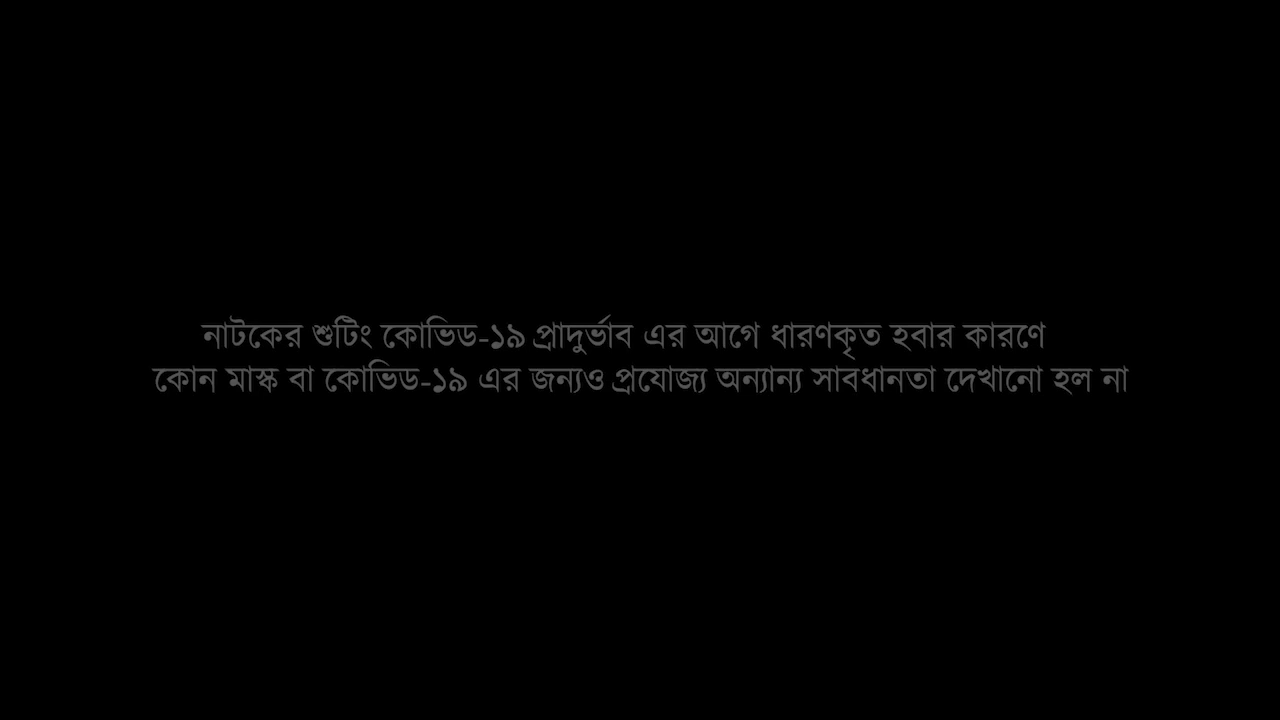 নাটকের শুটিং কোভিড-১৯ প্রাদুর্ভাব এর আগে ধারণকৃত হবার কারণে
কোন মাস্ক বা কোভিড-১৯ এর জন্যও প্রযোজ্য অন্যান্য সাবধানতা দেখানো হল না